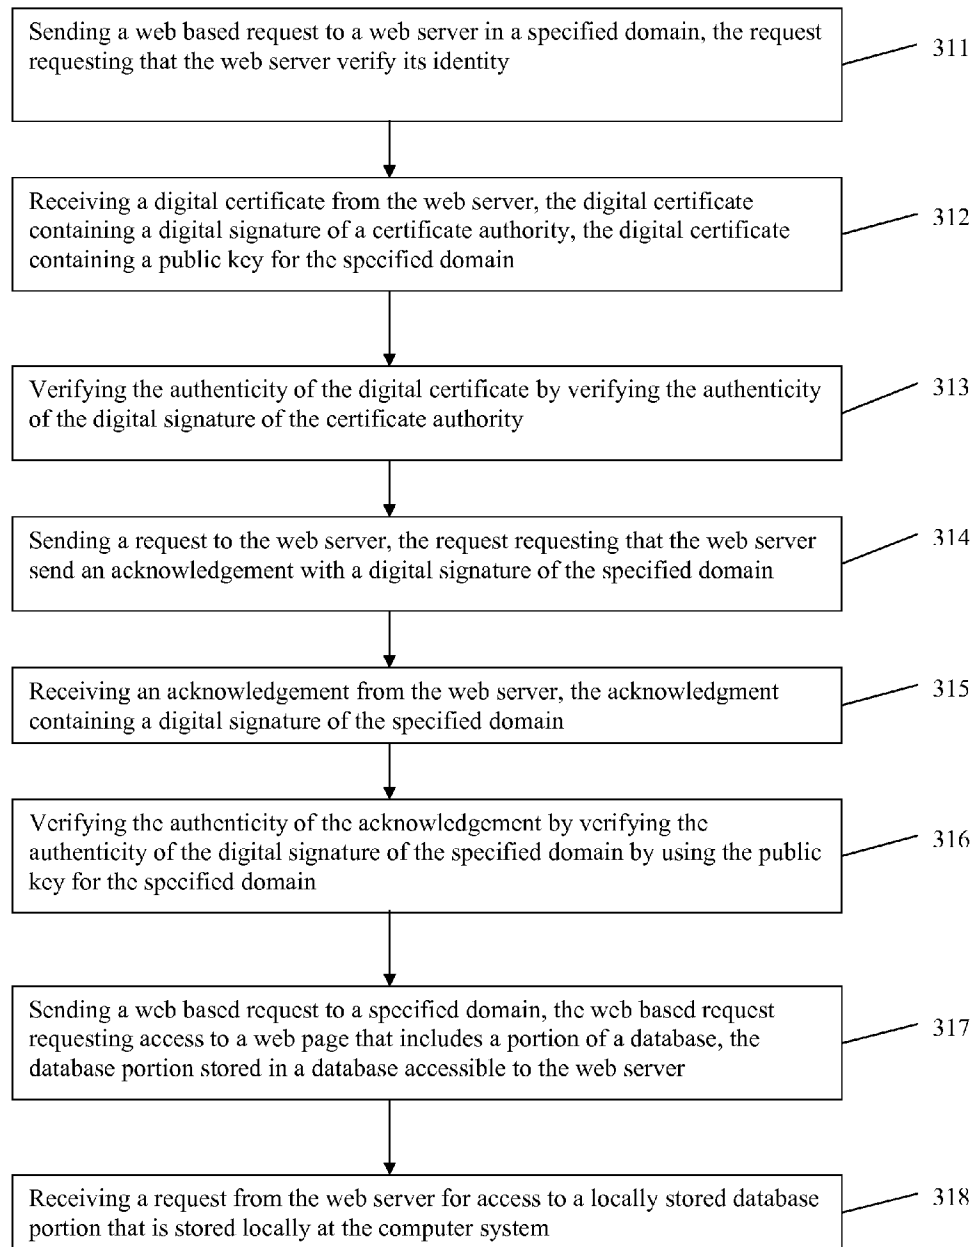 Sending a web based request to a web server in a specified domain, the request
requesting that the web server verify its identity
311
Receiving a digital certificate from the web server, the digital certificate
containing a digital signature of a certificate authority, the digital certificate
containing a public key for the specified domain
312
Verifying the authenticity of the digital certificate by verifying the authenticity
of the digital signature of the certificate authority
313
Sending a request to the web server, the request requesting that the web server
send an acknowledgement with a digital signature of the specified domain
314
Receiving an acknowledgement from the web server, the acknowledgment
containing a digital signature of the specified domain
315
Verifying the authenticity of the acknowledgement by verifying the
authenticity of the digital signature of the specified domain by using the public
key for the specified domain
316
Sending a web based request to a specified domain, the web based request
requesting access to a web page that includes a portion of a database, the
database portion stored in a database accessible to the web server
317
Receiving a request from the web server for access to a locally stored database
portion that is stored locally at the computer system
318